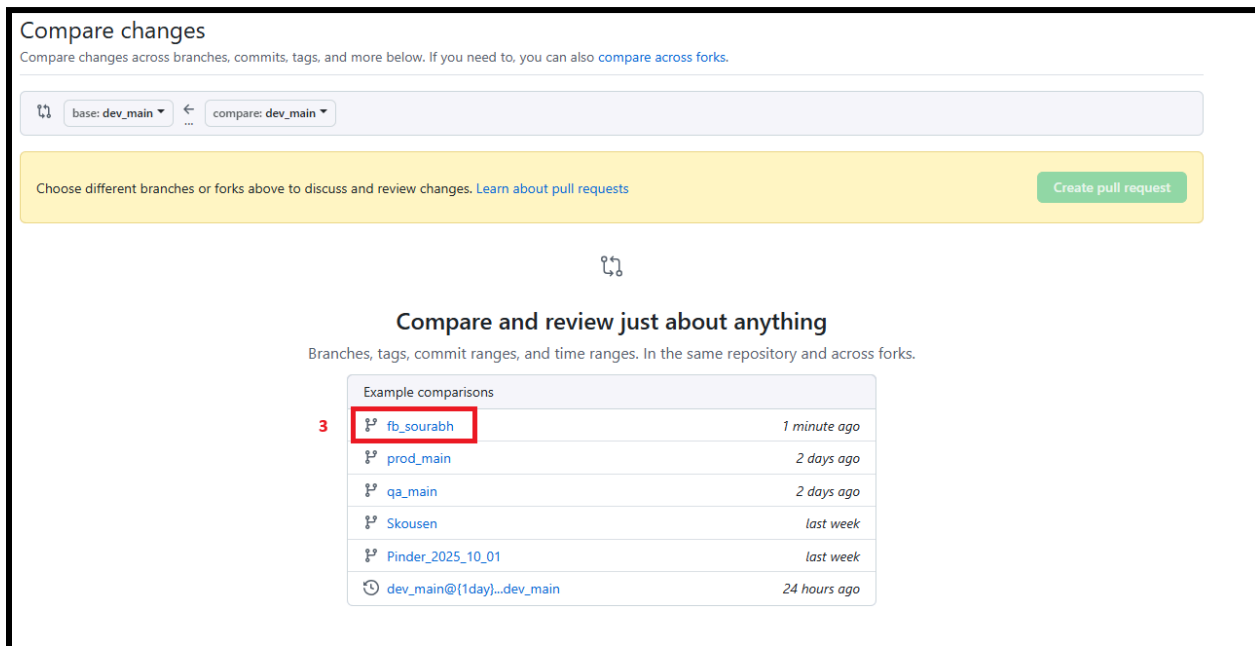 Compare changes
Compare changes across branches, commits, tags, and more below. If you need to, you can also compare across forks.
base: dev_main ← ... compare: dev_main
Choose different branches or forks above to discuss and review changes. Learn about pull requests Create pull request
Compare and review just about anything
Branches, tags, commit ranges, and time ranges. In the same repository and across forks.
Example comparisons
3 fb_sourabh 1 minute ago
prod_main 2 days ago
qa_main 2 days ago
Skousen last week
Pinder_2025_10_01 last week
dev_main@{1day}...dev_main 24 hours ago